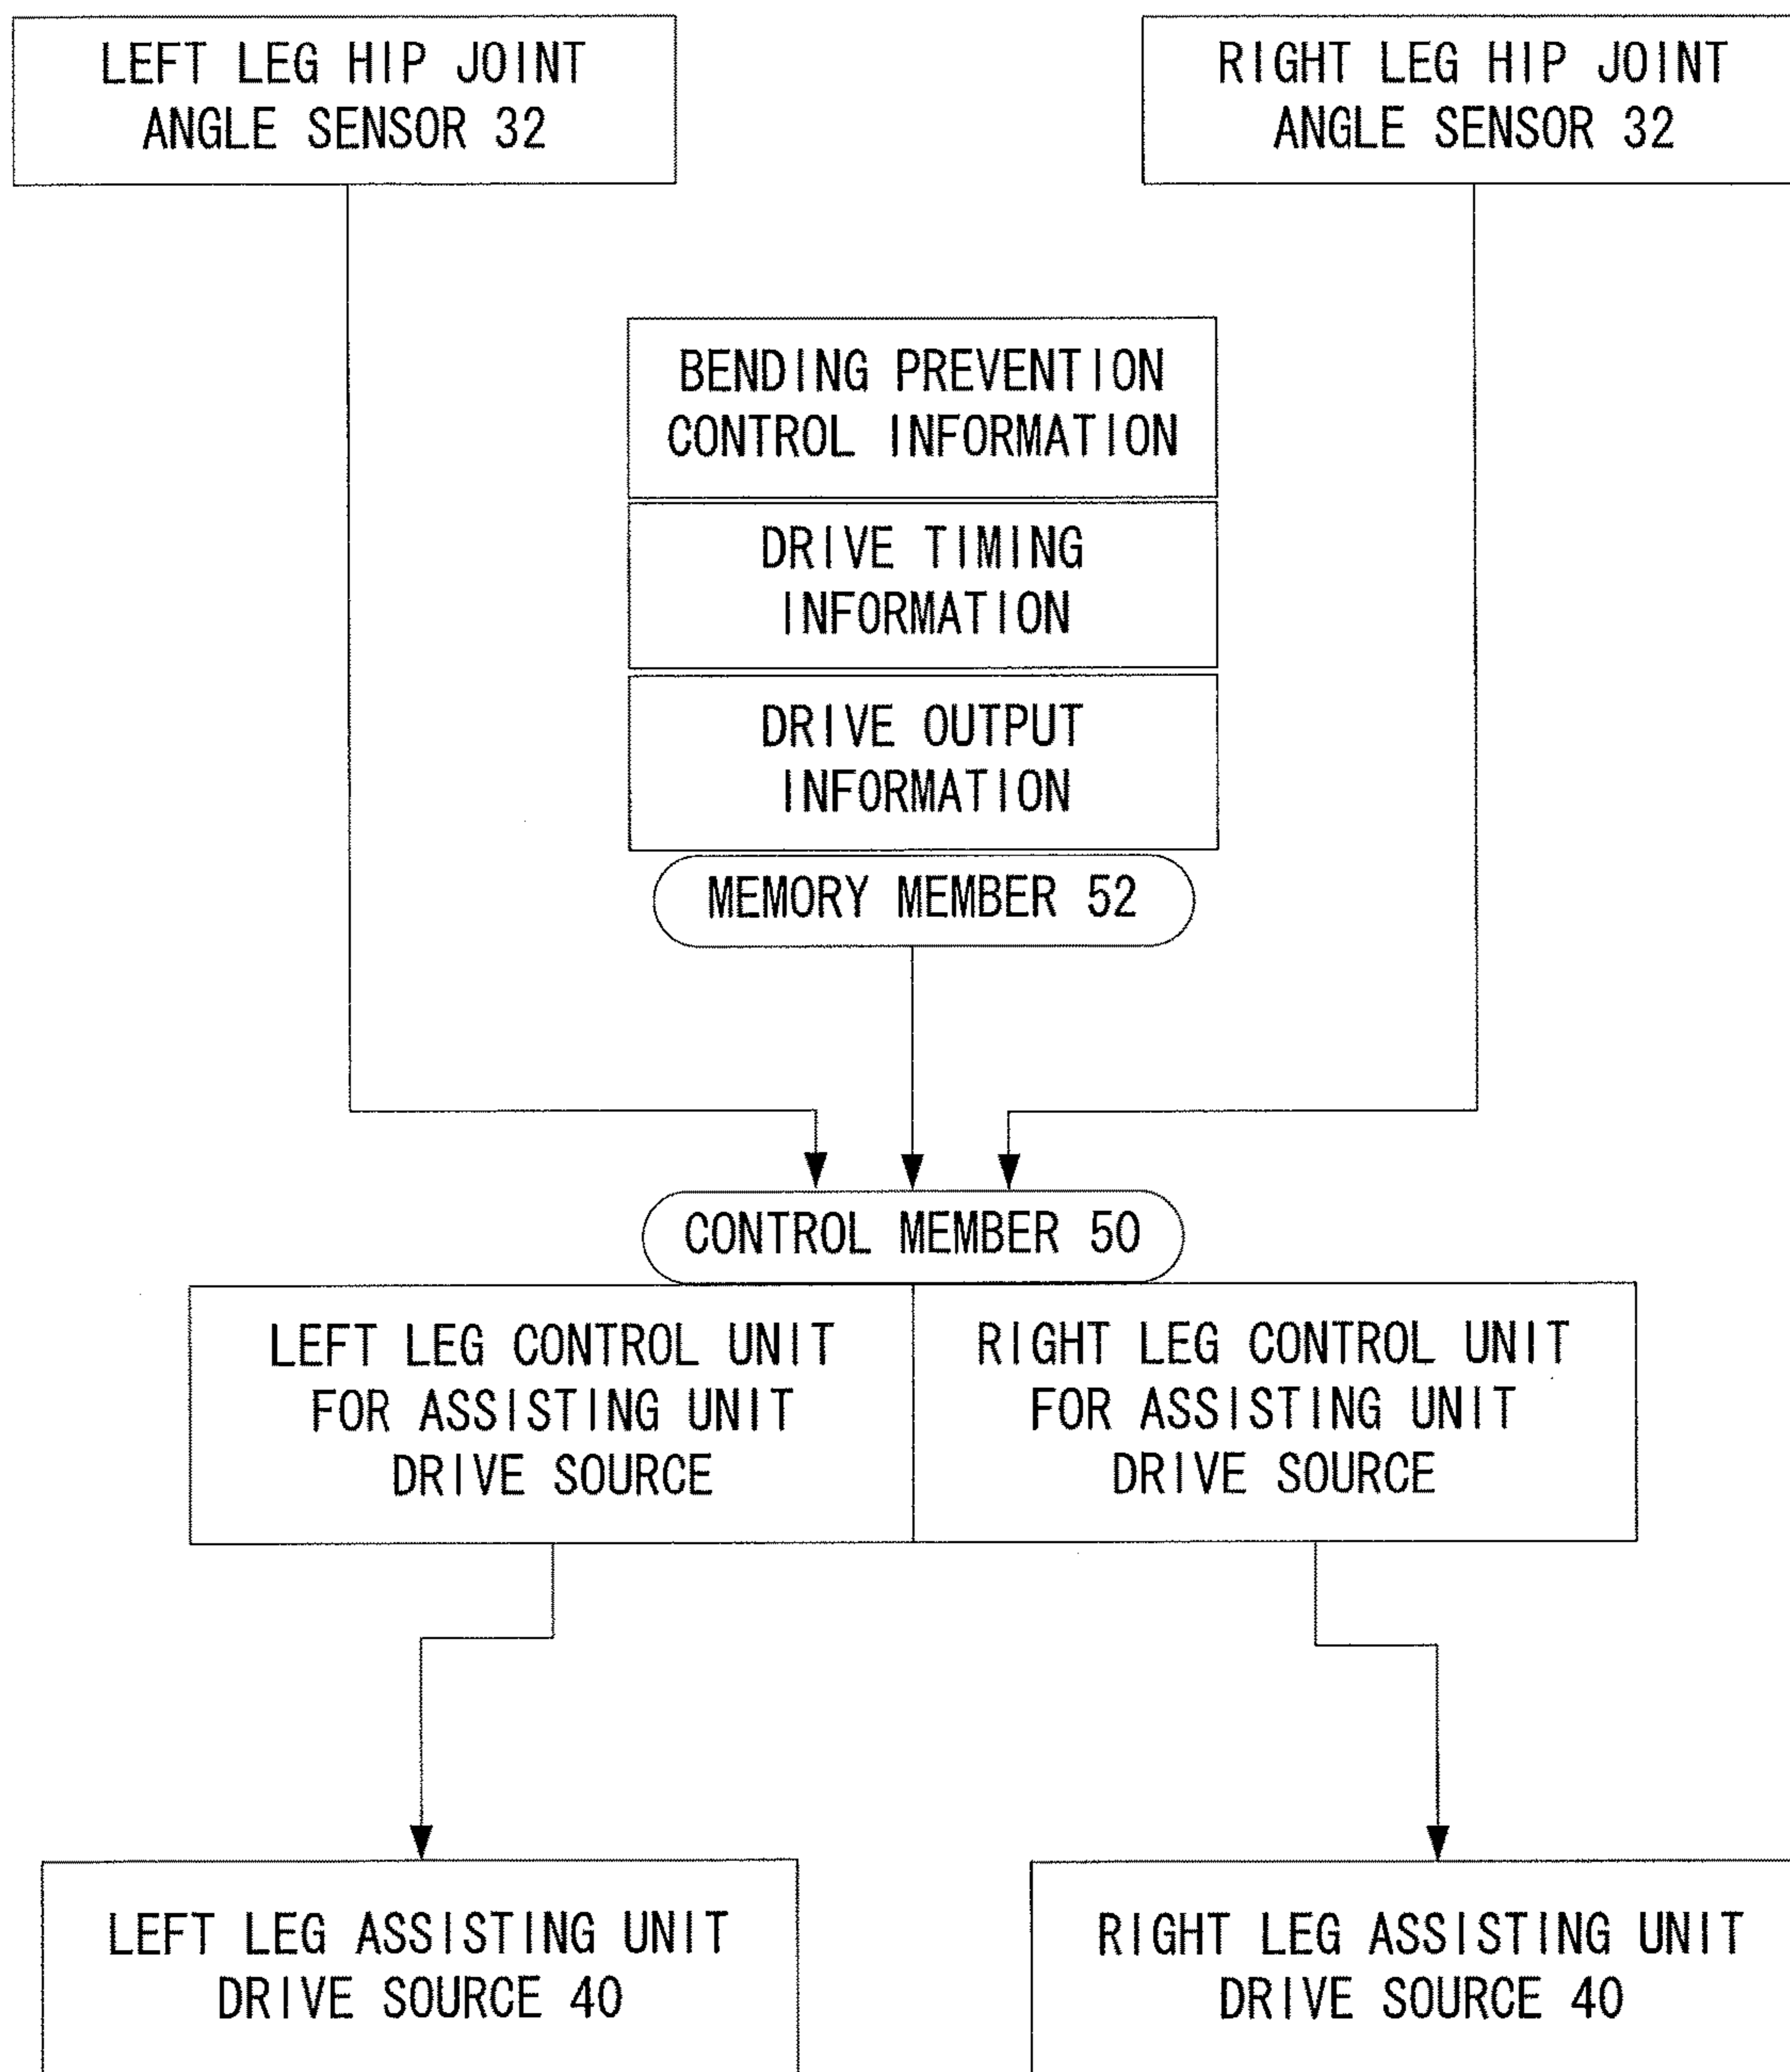 LEFT LEG HIP JOINT
ANGLE SENSOR 32
RIGHT LEG HIP JOINT
ANGLE SENSOR 32
BENDING PREVENTION
CONTROL INFORMATION
DRIVE TIMING
INFORMATION
DRIVE OUTPUT
INFORMATION
MEMORY MEMBER 52
CONTROL MEMBER 50
LEFT LEG CONTROL UNIT
FOR ASSISTING UNIT
DRIVE SOURCE
RIGHT LEG CONTROL UNIT
FOR ASSISTING UNIT
DRIVE SOURCE
LEFT LEG ASSISTING UNIT
DRIVE SOURCE 40
RIGHT LEG ASSISTING UNIT
DRIVE SOURCE 40